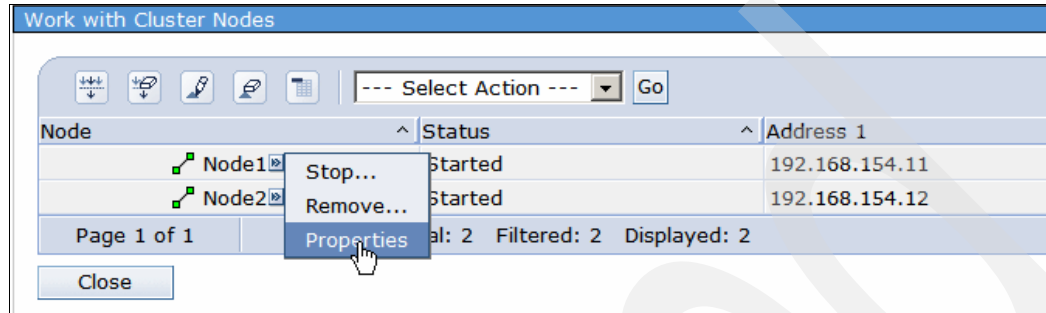 Work with Cluster Nodes
--- Select Action --- Go
Node Status Address 1
Node1 Started 192.168.154.11
Stop...
Node2 Started 192.168.154.12
Remove...
Page 1 of 1 al: 2 Filtered: 2 Displayed: 2
Properties
Close